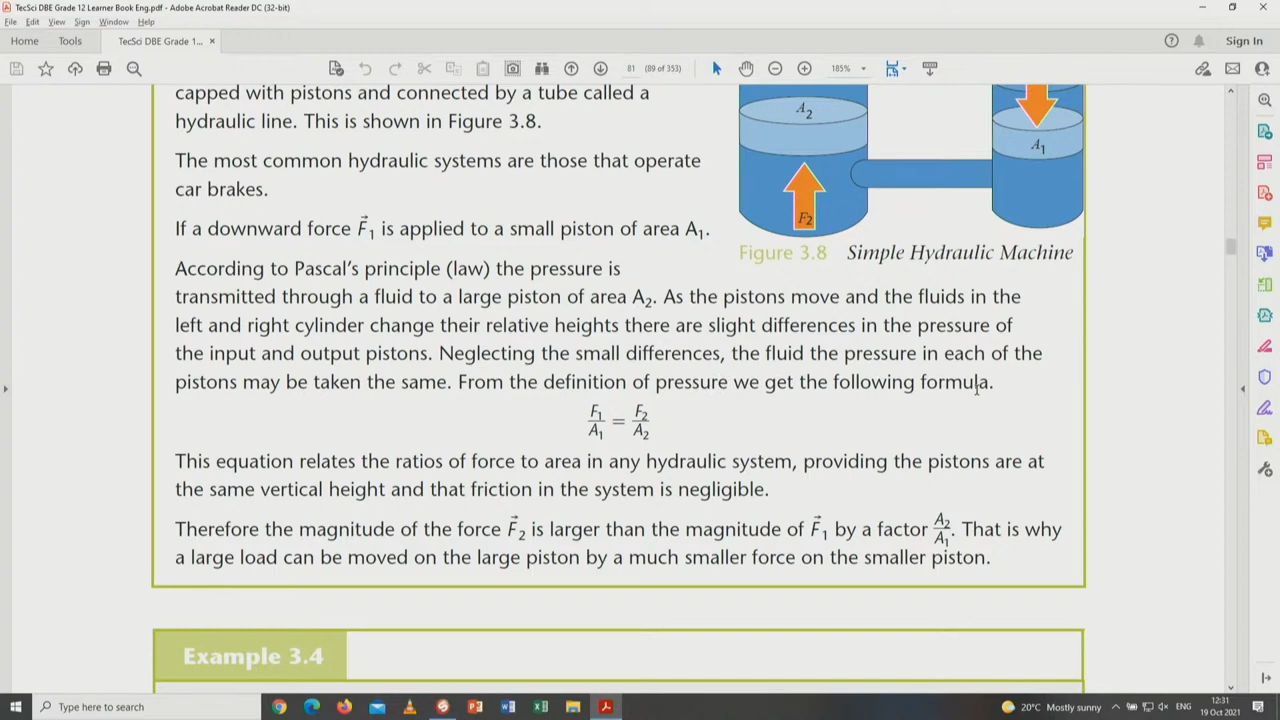 TecSci DBE Grade 12 Learner Book Eng.pdf - Adobe Acrobat Reader DC (32-bit)
File Edit View Sign Window Help
Home Tools TecSci DBE Grade 1... × Sign In
81 (89 of 353) 185%
capped with pistons and connected by a tube called a
hydraulic line. This is shown in Figure 3.8.
The most common hydraulic systems are those that operate
car brakes.
If a downward force F⃗₁ is applied to a small piston of area A₁.
A₂
A₁
F₂
Figure 3.8 Simple Hydraulic Machine
According to Pascal's principle (law) the pressure is
transmitted through a fluid to a large piston of area A₂. As the pistons move and the fluids in the
left and right cylinder change their relative heights there are slight differences in the pressure of
the input and output pistons. Neglecting the small differences, the fluid the pressure in each of the
pistons may be taken the same. From the definition of pressure we get the following formula.
F₁/A₁ = F₂/A₂
This equation relates the ratios of force to area in any hydraulic system, providing the pistons are at
the same vertical height and that friction in the system is negligible.
Therefore the magnitude of the force F⃗₂ is larger than the magnitude of F⃗₁ by a factor A₂/A₁. That is why
a large load can be moved on the large piston by a much smaller force on the smaller piston.
Example 3.4
Type here to search
20°C Mostly sunny
ENG
12:31
19 Oct 2021